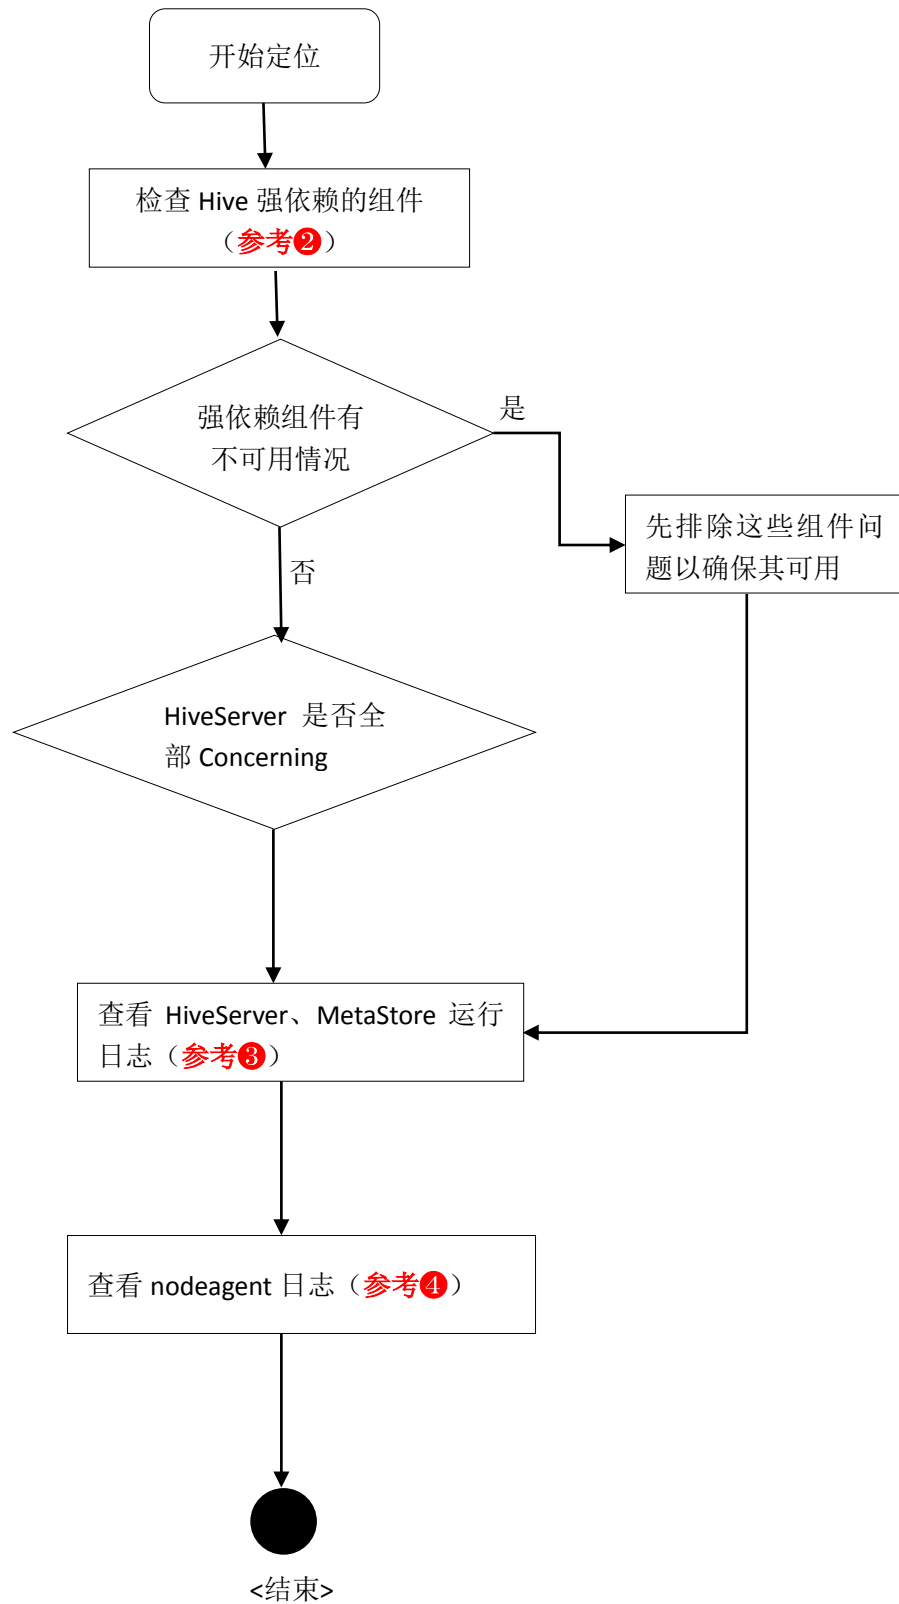 开始定位
检查 Hive 强依赖的组件
（参考❷）
强依赖组件有
不可用情况
是
先排除这些组件问
题以确保其可用
否
HiveServer 是否全
部 Concerning
查看 HiveServer、MetaStore 运行
日志（参考❸）
查看 nodeagent 日志（参考❹）
<结束>